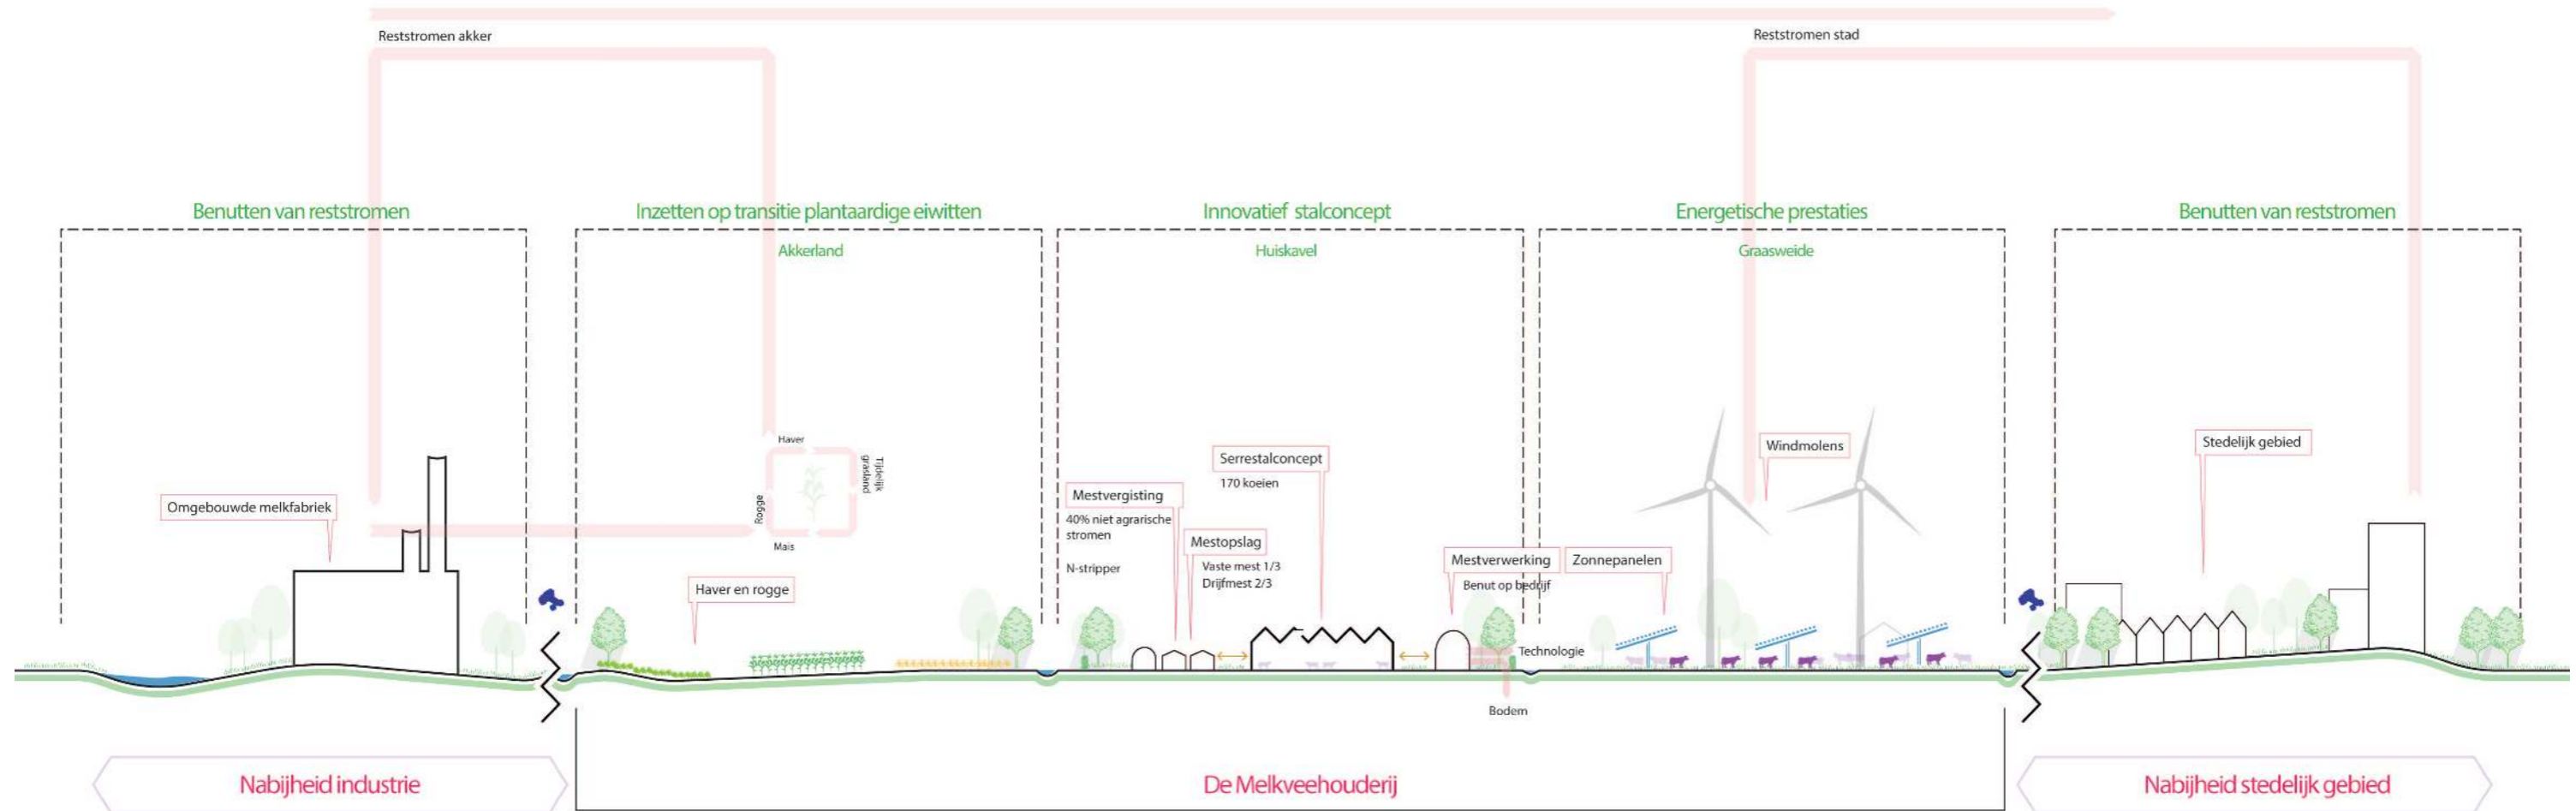 Reststromen akker
Reststromen stad
Benutten van reststromen
Inzetten op transitie plantaardige eiwitten
Innovatief stalconcept
Energetische prestaties
Benutten van reststromen
Akkerland
Huiskavel
Graasweide
Omgebouwde melkfabriek
Haver
Tijdelijk
grasland
Rogge
Mais
Haver en rogge
Mestvergisting
40% niet agrarische
stromen
N-stripper
Mestopslag
Vaste mest 1/3
Drijfmest 2/3
Serrestalconcept
170 koeien
Mestverwerking
Benut op bedrijf
Technologie
Bodem
Zonnepanelen
Windmolens
Stedelijk gebied
Nabijheid industrie
De Melkveehouderij
Nabijheid stedelijk gebied